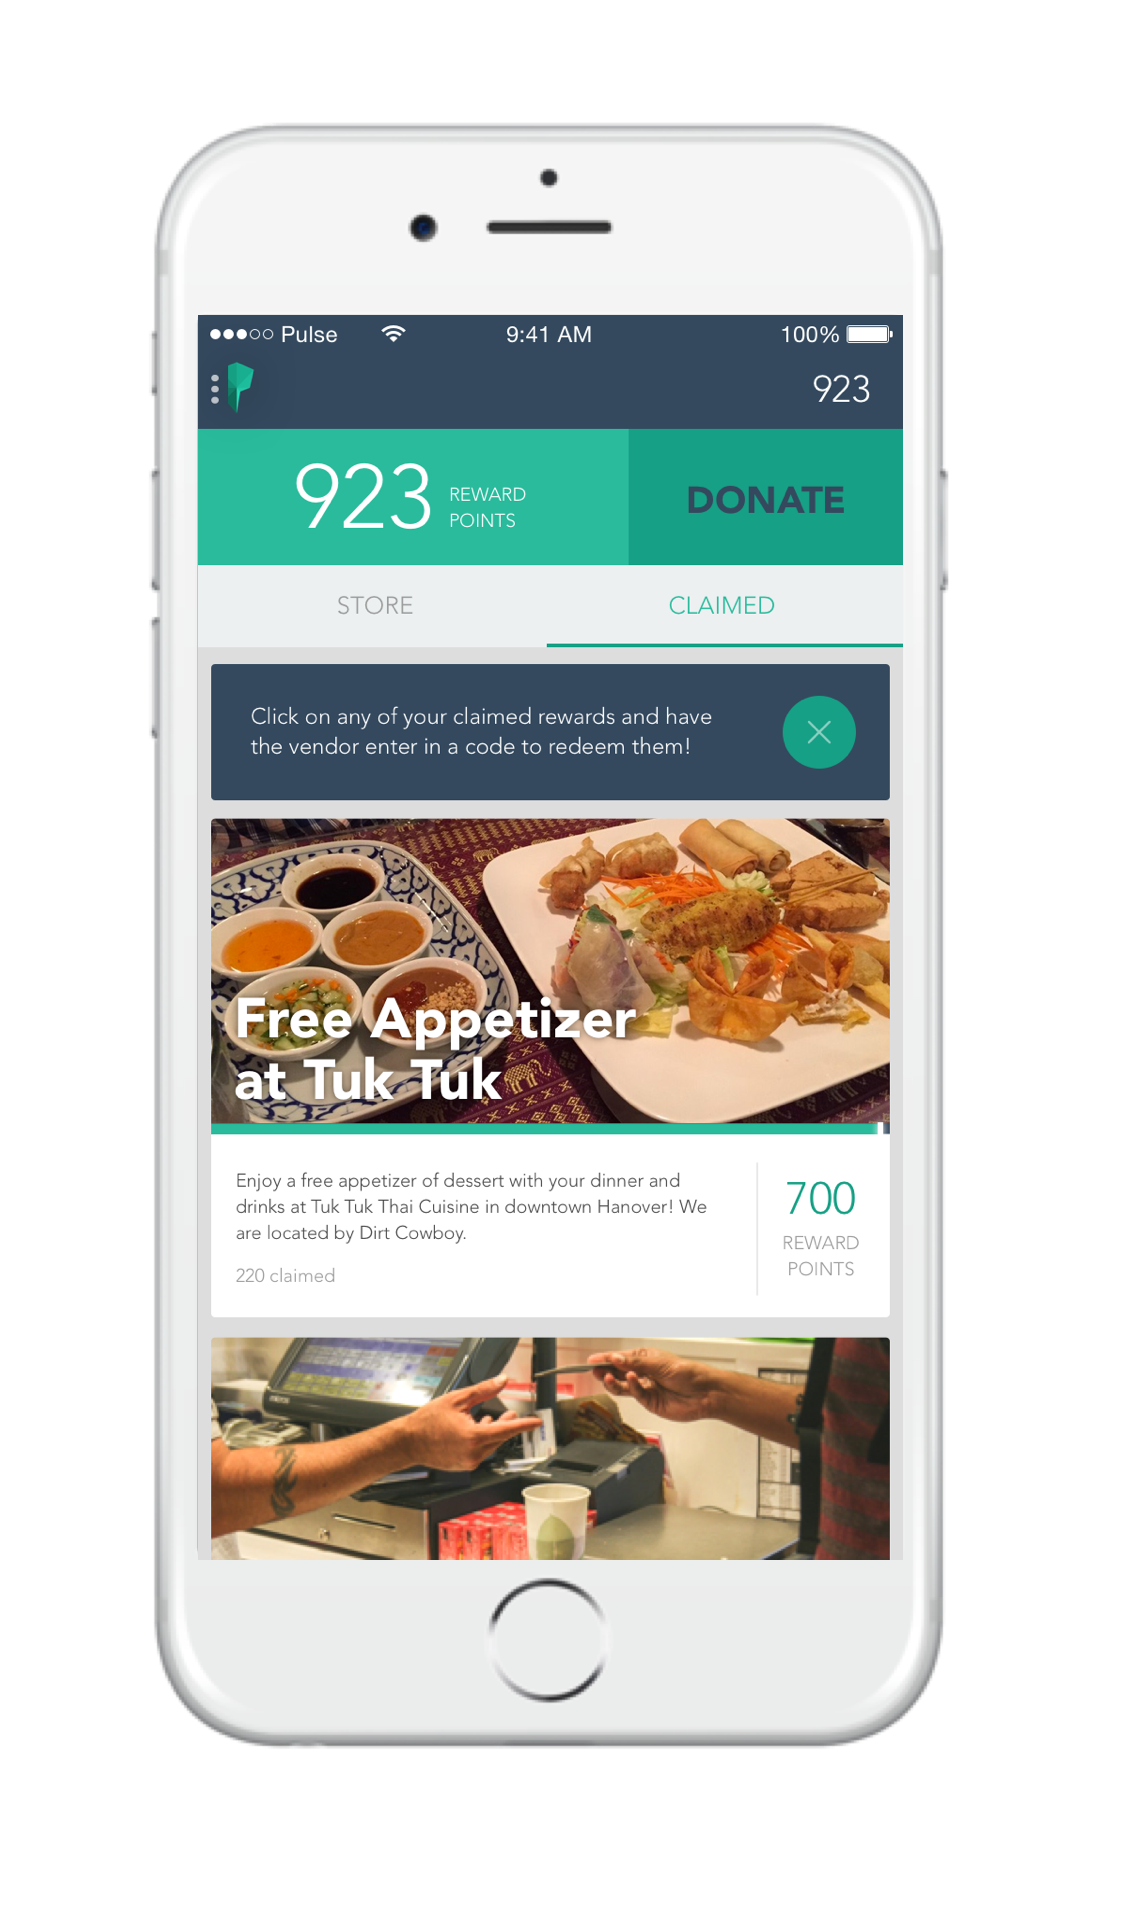 Pulse 9:41 AM 100%
923
923 REWARD
POINTS
DONATE
STORE CLAIMED
Click on any of your claimed rewards and have
the vendor enter in a code to redeem them!
Free Appetizer
at Tuk Tuk
Enjoy a free appetizer of dessert with your dinner and
drinks at Tuk Tuk Thai Cuisine in downtown Hanover! We
are located by Dirt Cowboy.
220 claimed
700
REWARD
POINTS